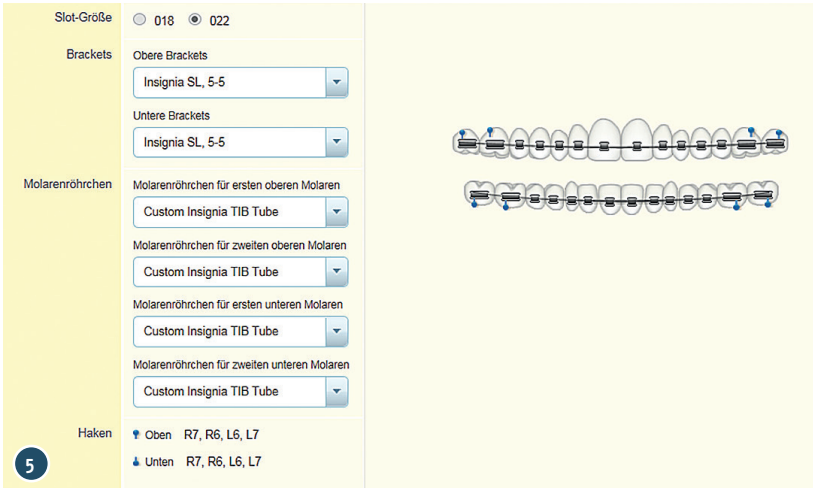 Slot-Größe 018 022
Brackets Obere Brackets
Insignia SL, 5-5
Untere Brackets
Insignia SL, 5-5
Molarenröhrchen Molarenröhrchen für ersten oberen Molaren
Custom Insignia TIB Tube
Molarenröhrchen für zweiten oberen Molaren
Custom Insignia TIB Tube
Molarenröhrchen für ersten unteren Molaren
Custom Insignia TIB Tube
Molarenröhrchen für zweiten unteren Molaren
Custom Insignia TIB Tube
Haken Oben R7, R6, L6, L7
Unten R7, R6, L6, L7
5